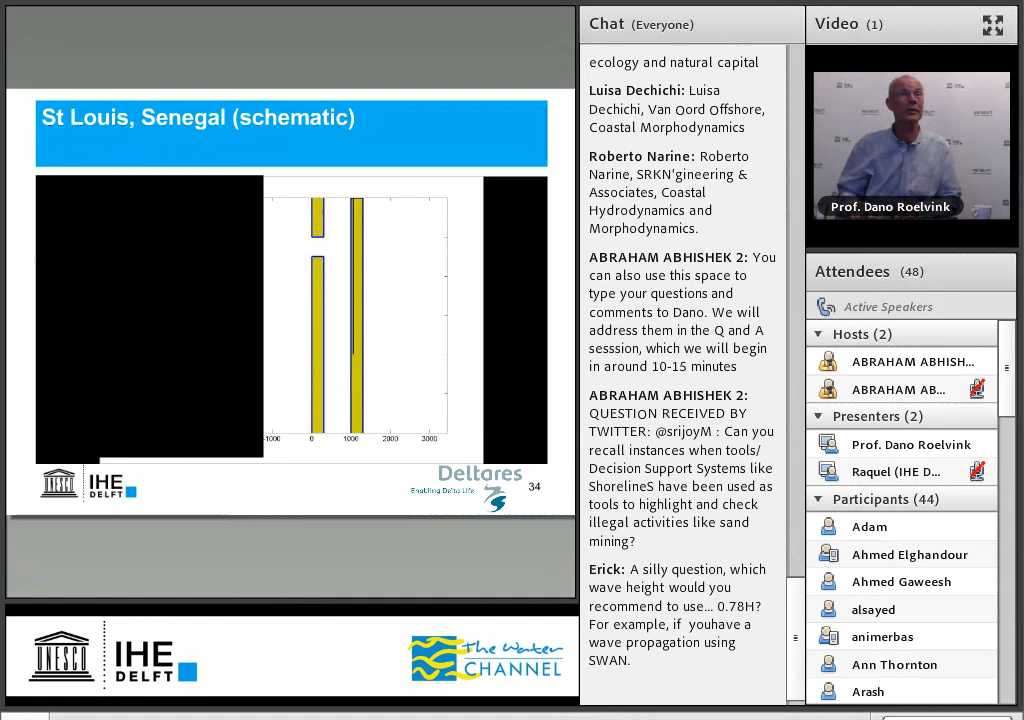 St Louis, Senegal (schematic)
-1000 0 1000 2000 3000
UNESCO
IHE
DELFT
Deltares
Enabling Delta Life
34
UNESCO
IHE
DELFT
the Water
CHANNEL
Chat (Everyone)
ecology and natural capital
Luisa Dechichi: Luisa
Dechichi, Van Oord Offshore,
Coastal Morphodynamics
Roberto Narine: Roberto
Narine, SRKN'gineering &
Associates, Coastal
Hydrodynamics and
Morphodynamics.
ABRAHAM ABHISHEK 2: You
can also use this space to
type your questions and
comments to Dano. We will
address them in the Q and A
sesssion, which we will begin
in around 10-15 minutes
ABRAHAM ABHISHEK 2:
QUESTION RECEIVED BY
TWITTER: @srijoyM : Can you
recall instances when tools/
Decision Support Systems like
ShorelineS have been used as
tools to highlight and check
illegal activities like sand
mining?
Erick: A silly question, which
wave height would you
recommend to use... 0.78H?
For example, if youhave a
wave propagation using
SWAN.
Video (1)
Prof. Dano Roelvink
Attendees (48)
Active Speakers
Hosts (2)
ABRAHAM ABHISH...
ABRAHAM AB...
Presenters (2)
Prof. Dano Roelvink
Raquel (IHE D...
Participants (44)
Adam
Ahmed Elghandour
Ahmed Gaweesh
alsayed
animerbas
Ann Thornton
Arash